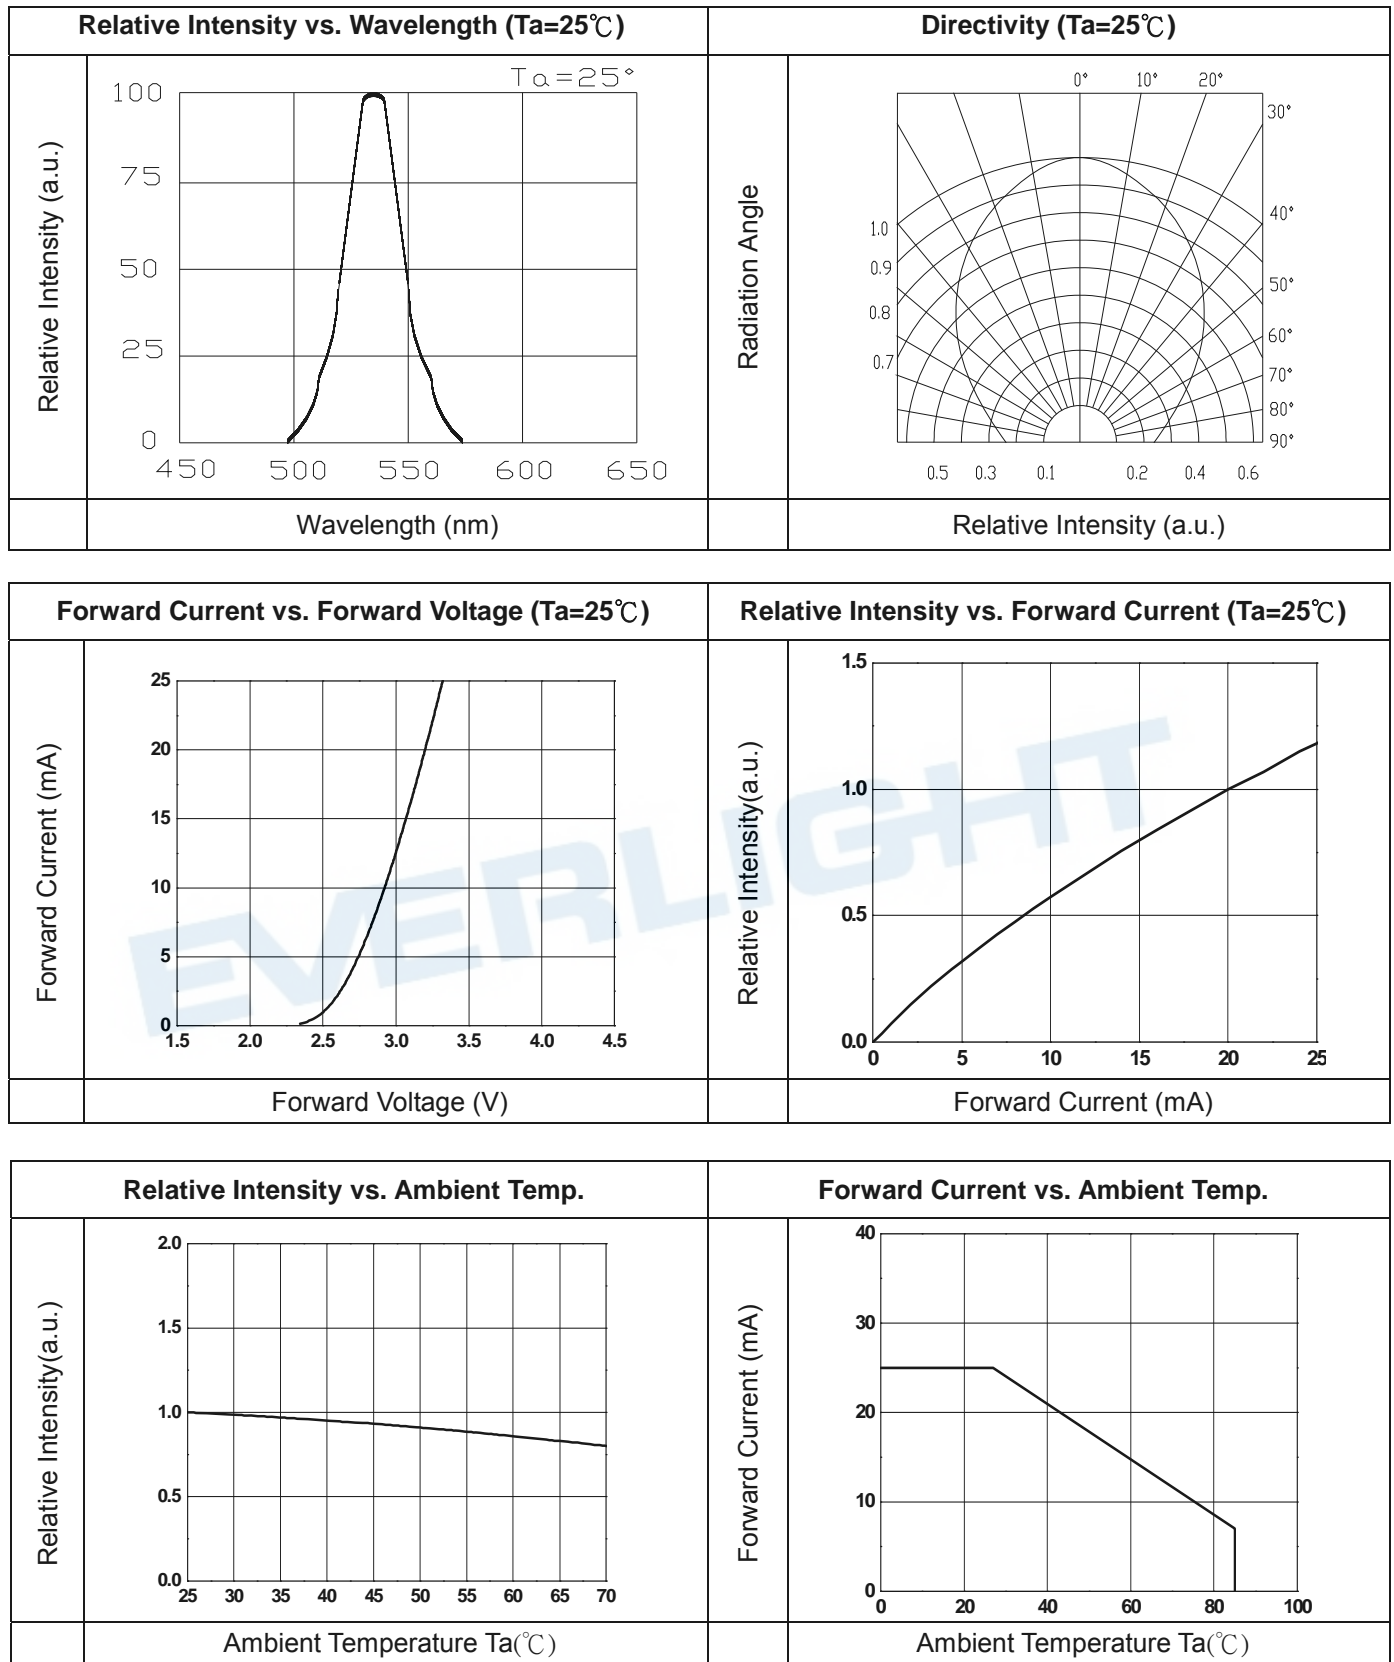 Relative Intensity vs. Wavelength (Ta=25℃)
Relative Intensity (a.u.)
Ta=25°
100
75
50
25
0
450 500 550 600 650
Wavelength (nm)
Directivity (Ta=25℃)
Radiation Angle
0° 10° 20°
30°
40°
50°
60°
70°
80°
90°
1.0
0.9
0.8
0.7
0.5 0.3 0.1 0.2 0.4 0.6
Relative Intensity (a.u.)
Forward Current vs. Forward Voltage (Ta=25℃)
Forward Current (mA)
25
20
15
10
5
0
1.5 2.0 2.5 3.0 3.5 4.0 4.5
Forward Voltage (V)
Relative Intensity vs. Forward Current (Ta=25℃)
Relative Intensity(a.u.)
1.5
1.0
0.5
0.0
0 5 10 15 20 25
Forward Current (mA)
EVERLIGHT
Relative Intensity vs. Ambient Temp.
Relative Intensity(a.u.)
2.0
1.5
1.0
0.5
0.0
25 30 35 40 45 50 55 60 65 70
Ambient Temperature Ta(℃)
Forward Current vs. Ambient Temp.
Forward Current (mA)
40
30
20
10
0
0 20 40 60 80 100
Ambient Temperature Ta(℃)